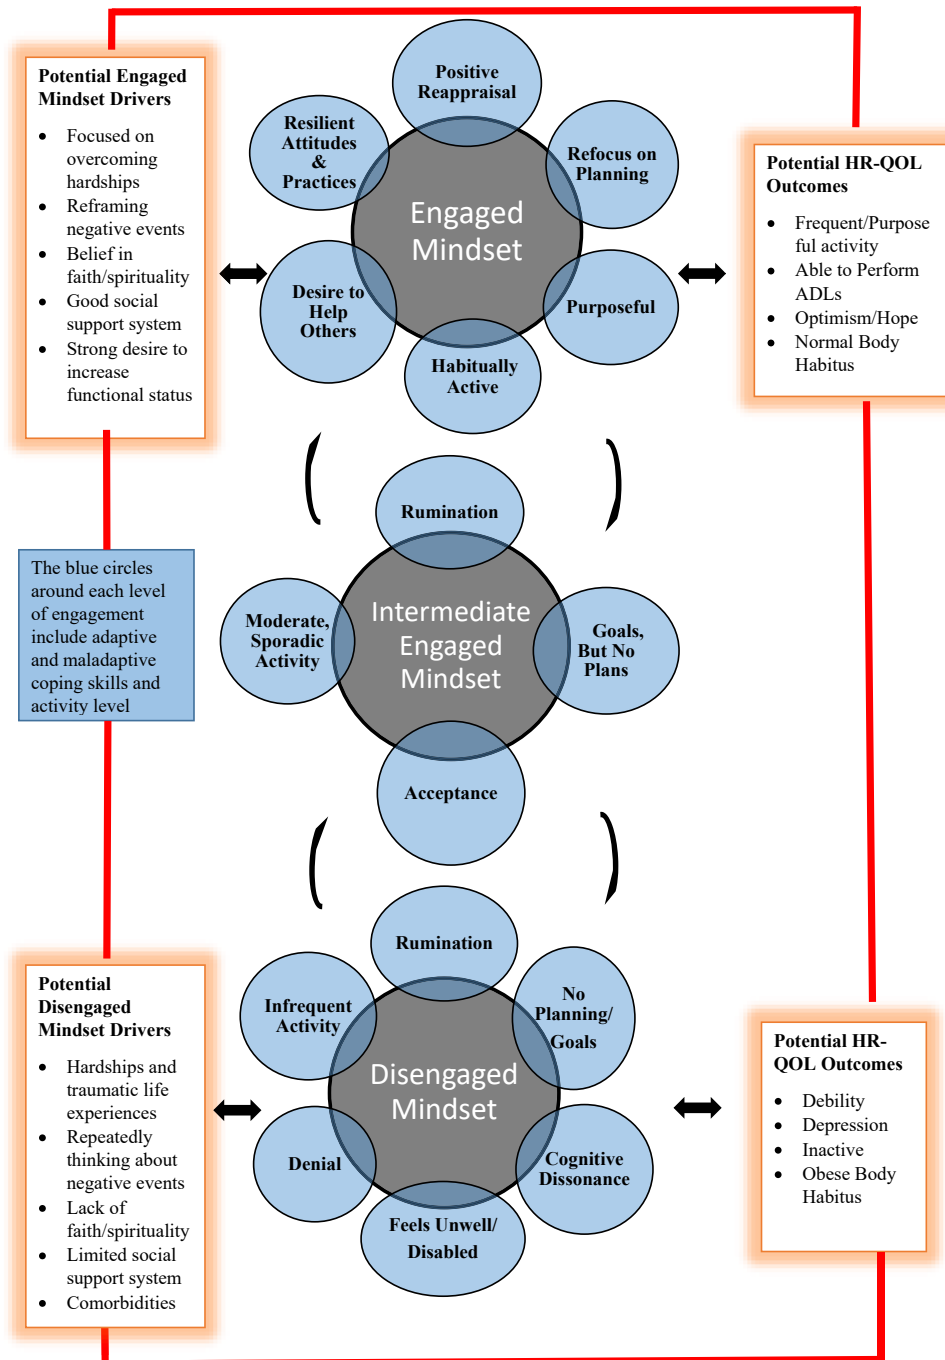 Potential Engaged
Mindset Drivers
• Focused on
overcoming
hardships
• Reframing
negative events
• Belief in
faith/spirituality
• Good social
support system
• Strong desire to
increase
functional status
Positive
Reappraisal
Resilient
Attitudes
&
Practices
Refocus on
Planning
Engaged
Mindset
Desire to
Help
Others
Purposeful
Habitually
Active
Potential HR-QOL
Outcomes
• Frequent/Purpose
ful activity
• Able to Perform
ADLs
• Optimism/Hope
• Normal Body
Habitus
The blue circles
around each level
of engagement
include adaptive
and maladaptive
coping skills and
activity level
Rumination
Moderate,
Sporadic
Activity
Intermediate
Engaged
Mindset
Goals,
But No
Plans
Acceptance
Potential
Disengaged
Mindset Drivers
• Hardships and
traumatic life
experiences
• Repeatedly
thinking about
negative events
• Lack of
faith/spirituality
• Limited social
support system
• Comorbidities
Rumination
Infrequent
Activity
No
Planning/
Goals
Disengaged
Mindset
Denial
Cognitive
Dissonance
Feels Unwell/
Disabled
Potential HR-
QOL Outcomes
• Debility
• Depression
• Inactive
• Obese Body
Habitus